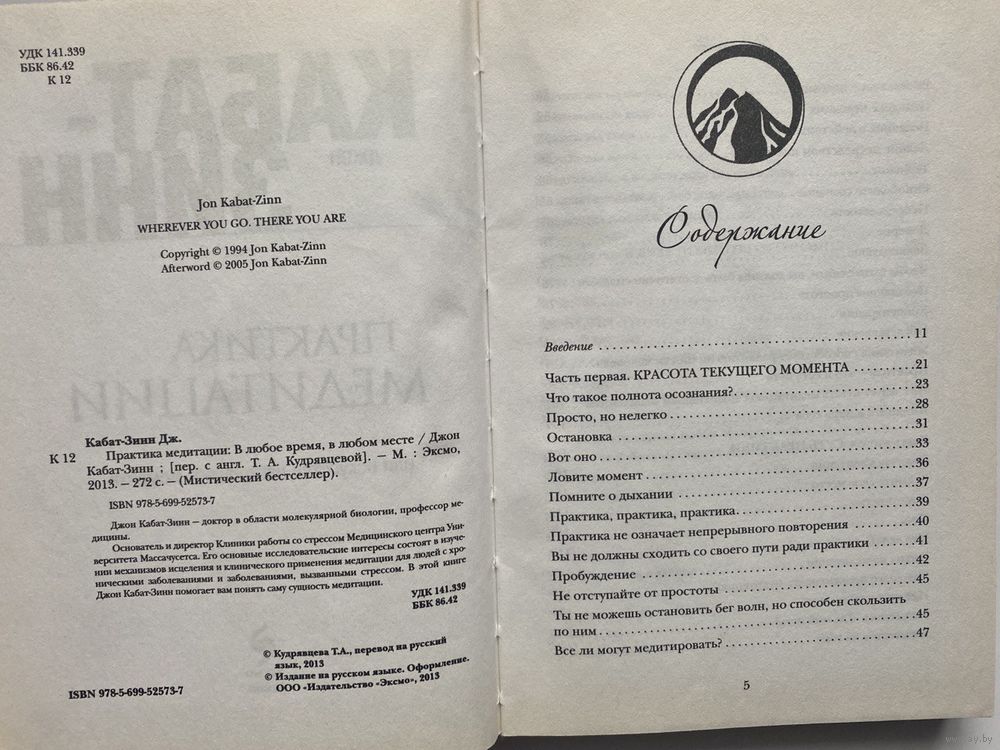 УДК 141.339
ББК 86.42
К 12
Jon Kabat-Zinn
WHEREVER YOU GO. THERE YOU ARE
Copyright © 1994 Jon Kabat-Zinn
Afterword © 2005 Jon Kabat-Zinn
Кабат-Зинн Дж.
К 12 Практика медитации: В любое время, в любом месте / Джон
Кабат-Зинн ; [пер. с англ. Т. А. Кудрявцевой]. — М. : Эксмо,
2013. — 272 с. — (Мистический бестселлер).
ISBN 978-5-699-52573-7
Джон Кабат-Зинн — доктор в области молекулярной биологии, профессор ме-
дицины.
Основатель и директор Клиники работы со стрессом Медицинского центра Уни-
верситета Массачусетса. Его основные исследовательские интересы состоят в изуче-
нии механизмов исцеления и клинического применения медитации для людей с хро-
ническими заболеваниями и заболеваниями, вызванными стрессом. В этой книге
Джон Кабат-Зинн помогает вам понять саму сущность медитации.
УДК 141.339
ББК 86.42
© Кудрявцева Т.А., перевод на русский
язык, 2013
© Издание на русском языке. Оформление.
ООО «Издательство «Эксмо», 2013
ISBN 978-5-699-52573-7
Содержание
Введение 11
Часть первая. КРАСОТА ТЕКУЩЕГО МОМЕНТА 21
Что такое полнота осознания? 23
Просто, но нелегко 28
Остановка 31
Вот оно 33
Ловите момент 36
Помните о дыхании 37
Практика, практика, практика 39
Практика не означает непрерывного повторения 40
Вы не должны сходить со своего пути ради практики 41
Пробуждение 42
Не отступайте от простоты 45
Ты не можешь остановить бег волн, но способен скользить
по ним 45
Все ли могут медитировать? 47
5